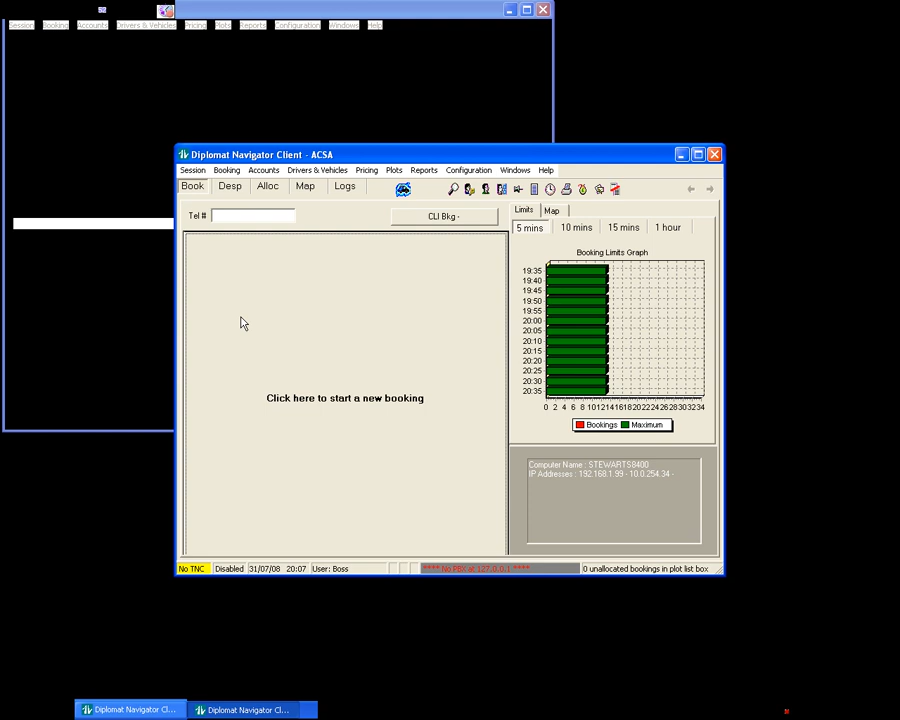 Session Booking Accounts Drivers & Vehicles Pricing Plots Reports Configuration Windows Help
Diplomat Navigator Client - ACSA
Session Booking Accounts Drivers & Vehicles Pricing Plots Reports Configuration Windows Help
Book Desp Alloc Map Logs
Tel # CLI Bkg -
Limits Map
5 mins 10 mins 15 mins 1 hour
Booking Limits Graph
19:35
19:40
19:45
19:50
19:55
20:00
20:05
20:10
20:15
20:20
20:25
20:30
20:35
0 2 4 6 8 10 12 14 16 18 20 22 24 26 28 30 32 34
Bookings Maximum
Click here to start a new booking
Computer Name : STEWARTS8400
IP Addresses : 192.168.1.99 - 10.0.254.34 -
No TNC Disabled 31/07/08 20:07 User: Boss **** No PBX at 127.0.0.1 **** 0 unallocated bookings in plot list box
Diplomat Navigator Cl... Diplomat Navigator Cl...